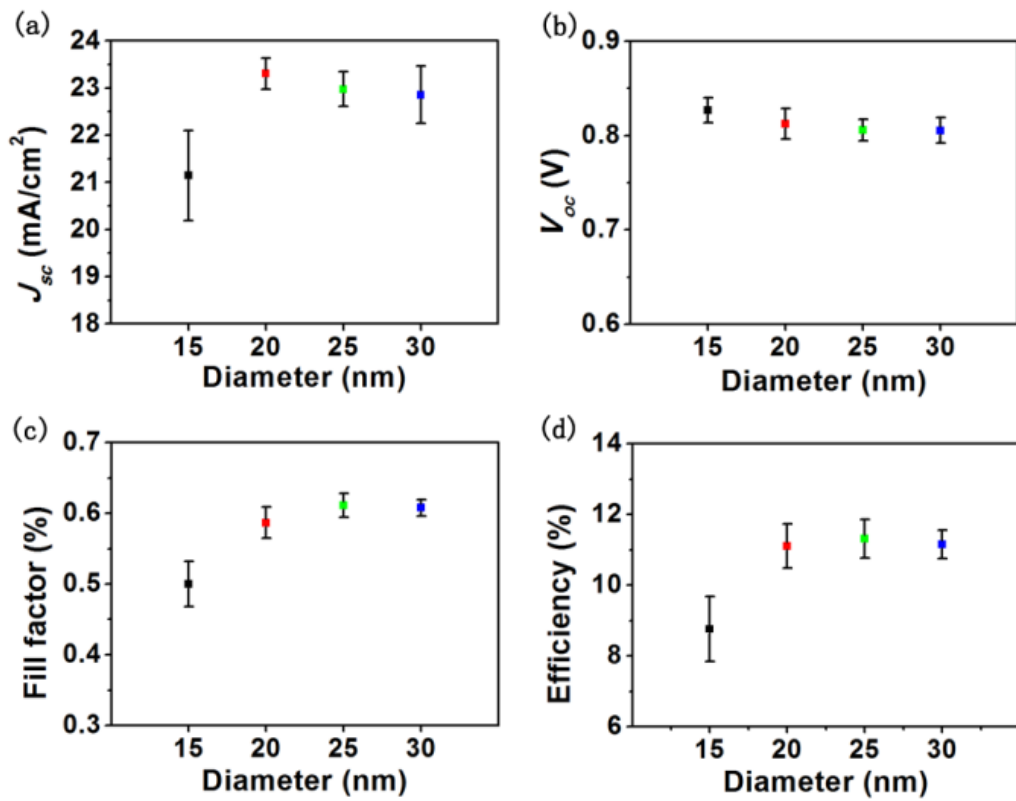 (a)
24
23
22
21
20
19
18
J_sc (mA/cm²)
15 20 25 30
Diameter (nm)
(b)
0.9
0.8
0.7
0.6
V_oc (V)
15 20 25 30
Diameter (nm)
(c)
0.7
0.6
0.5
0.4
0.3
Fill factor (%)
15 20 25 30
Diameter (nm)
(d)
14
12
10
8
6
Efficiency (%)
15 20 25 30
Diameter (nm)